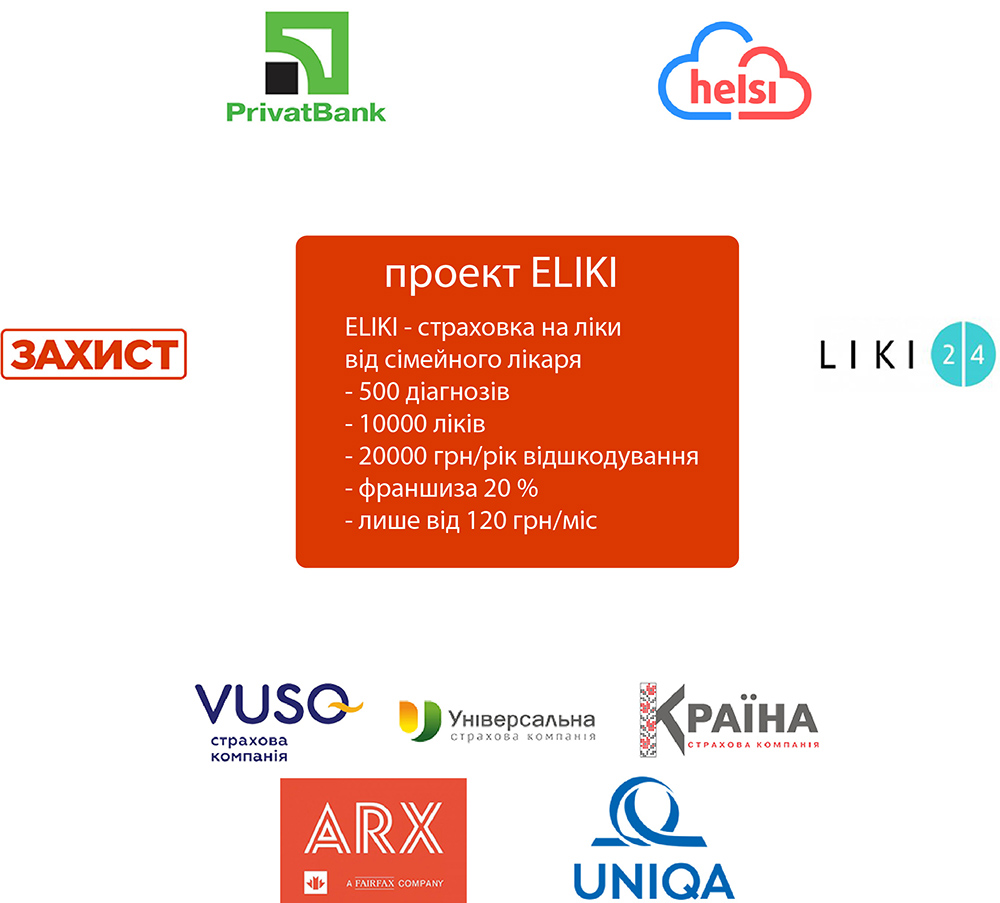 PrivatBank
helsi
проект ELIKI
ELIKI - страховка на ліки
від сімейного лікаря
- 500 діагнозів
- 10000 ліків
- 20000 грн/рік відшкодування
- франшиза 20 %
- лише від 120 грн/міс
ЗАХИСТ
LIKI 24
VUSO
страхова
компанія
Універсальна
страхова компанія
КРАЇНА
СТРАХОВА КОМПАНІЯ
ARX
A FAIRFAX COMPANY
UNIQA